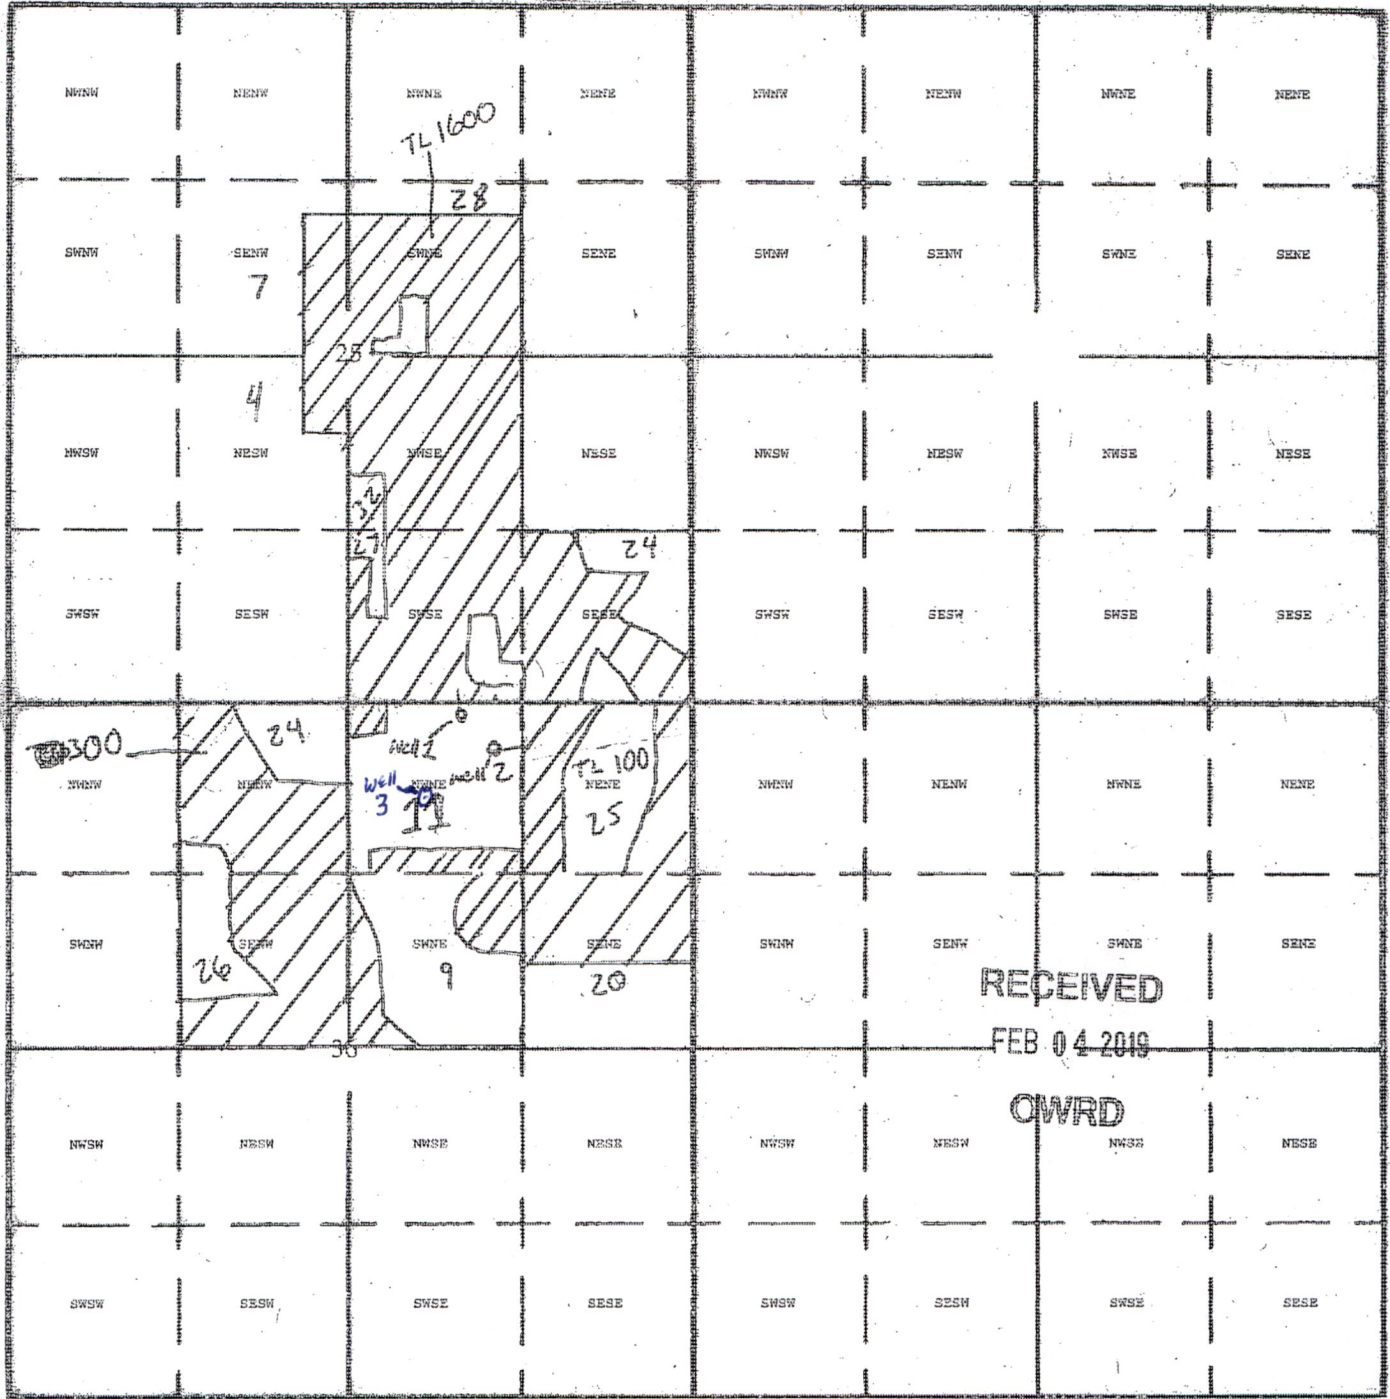 NWNW NENW NWNE NENE NWNW NENW NWNE NENE
TL 1600
28
SWNW SENW SWNE SENE SWNW SENW SWNE SENE
7
28
4
NWSW NESW NWSE NESE NWSW NESW NWSE NESE
32
27
24
SWSW SESW SWSE SESE SWSW SESW SWSE SESE
300
24
Well 1
Well 2
TL 100
NWNW NENW NWNE NENE NWNW NENW NWNE NENE
Well
3
11
25
SWNW SENW SWNE SENE SWNW SENW SWNE SENE
26
9
20
RECEIVED
FEB 04 2019
OWRD
NWSW NESW NWSE NESE NWSW NESW NWSE NESE
SWSW SESW SWSE SESE SWSW SESW SWSE SESE